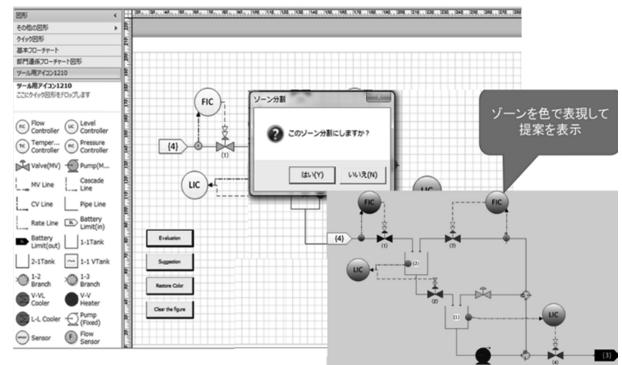 図形
その他の図形
クイック図形
基本フローチャート
部門連係フローチャート図形
ツール用アイコン1210
ツール用アイコン1210
ここにクイック図形をドロップします
FIC Flow Controller
LIC Level Controller
TIC Temper... Controller
PIC Pressure Controller
Valve(MV)
Pump(M...
MV Line
Cascade Line
CV Line
Pipe Line
Rate Line
Battery Limit(in)
Battery Limit(out)
1-1Tank
2-1Tank
1-1 VTank
1-2 Branch
1-3 Branch
V-VL Cooler
V-V Heater
L-L Cooler
Pump (Fixed)
Sensor
F Flow Sensor
FIC
(4)
(1)
LIC
Evaluation
Suggestion
Restore Color
Clear the figure
ゾーン分割
このゾーン分割にしますか?
はい(Y)
いいえ(N)
LIC
ゾーンを色で表現して
提案を表示
FIC
FIC
(4)
(1)
(3)
LIC
(2)
(2)
(1)
LIC
(4)
(3)